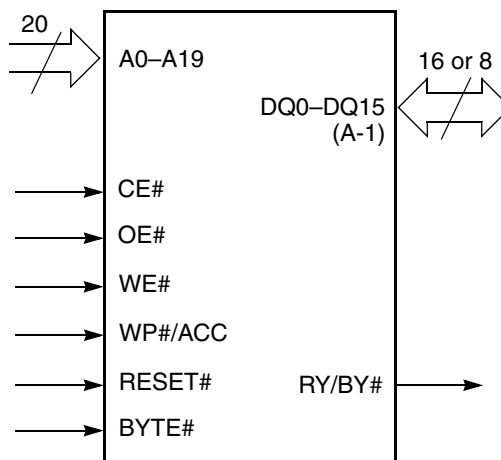 20
A0–A19
16 or 8
DQ0–DQ15
(A-1)
CE#
OE#
WE#
WP#/ACC
RESET#
RY/BY#
BYTE#